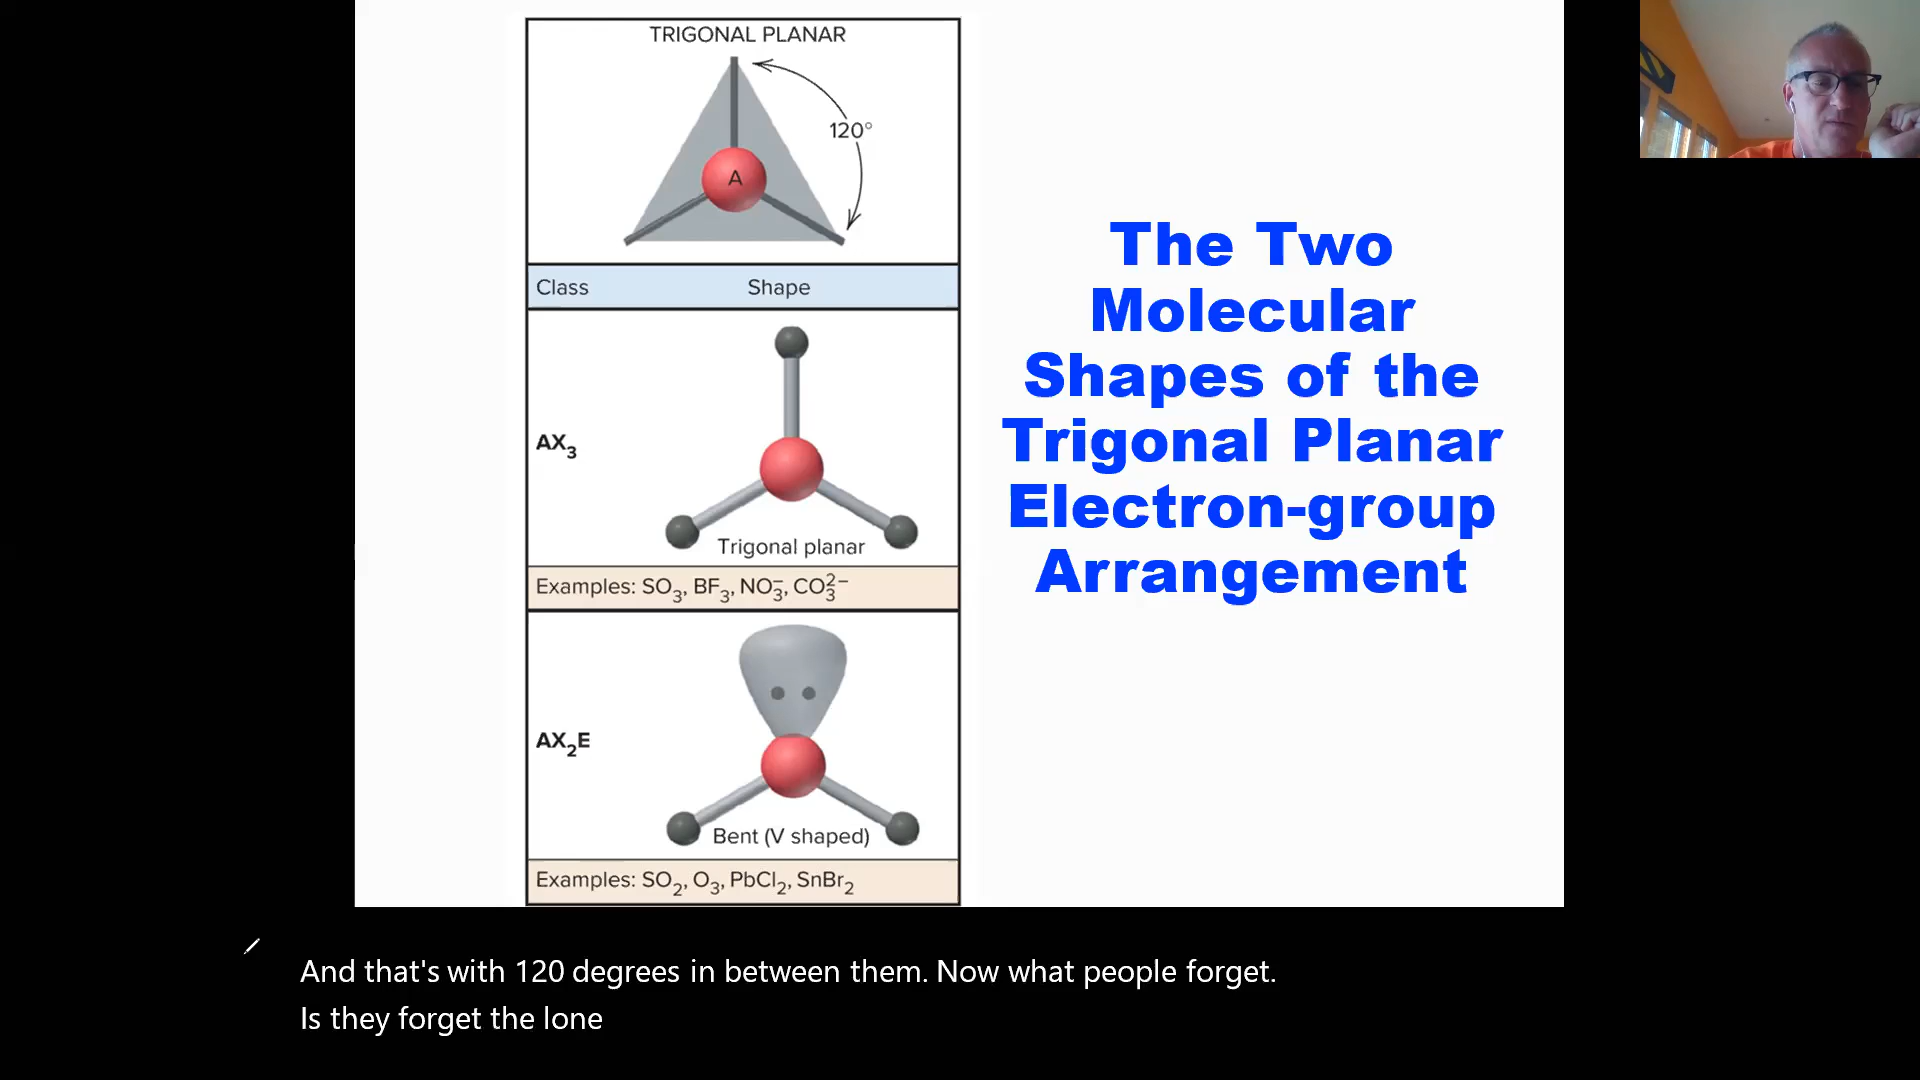 TRIGONAL PLANAR
120°
A
Class Shape
AX₃
Trigonal planar
Examples: SO₃, BF₃, NO₃⁻, CO₃²⁻
AX₂E
Bent (V shaped)
Examples: SO₂, O₃, PbCl₂, SnBr₂
The Two
Molecular
Shapes of the
Trigonal Planar
Electron-group
Arrangement
And that's with 120 degrees in between them. Now what people forget.
Is they forget the lone